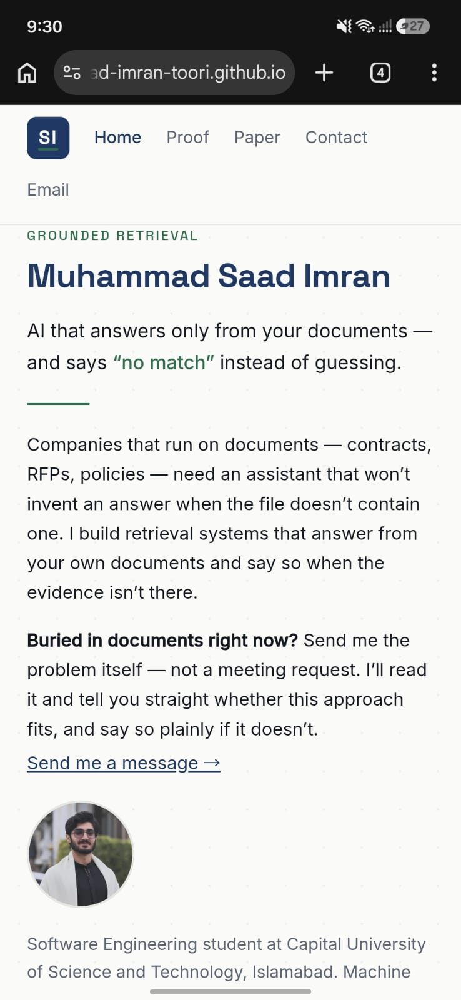 9:30
27
ad-imran-toori.github.io
4
SI
Home Proof Paper Contact
Email
GROUNDED RETRIEVAL
Muhammad Saad Imran
AI that answers only from your documents —
and says “no match” instead of guessing.
Companies that run on documents — contracts,
RFPs, policies — need an assistant that won’t
invent an answer when the file doesn’t contain
one. I build retrieval systems that answer from
your own documents and say so when the
evidence isn’t there.
Buried in documents right now? Send me the
problem itself — not a meeting request. I’ll read
it and tell you straight whether this approach
fits, and say so plainly if it doesn’t.
Send me a message →
Software Engineering student at Capital University
of Science and Technology, Islamabad. Machine